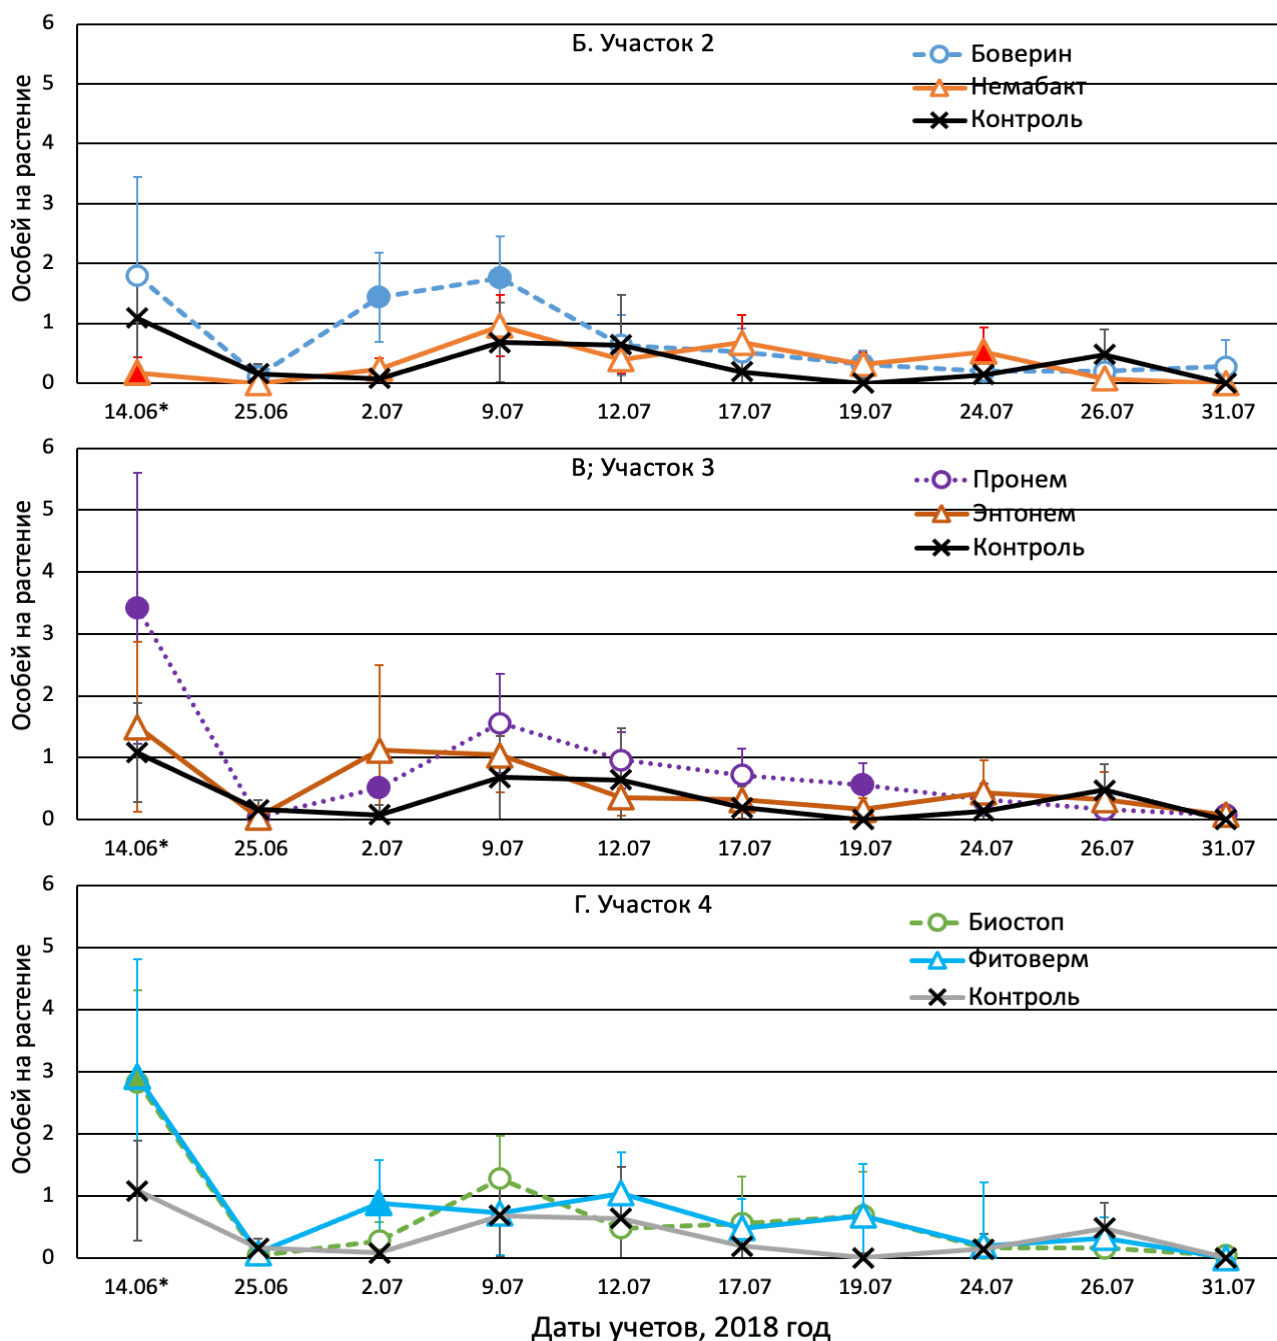 Б. Участок 2
Боверин
Немабакт
Контроль
Особей на растение
6
5
4
3
2
1
0
14.06* 25.06 2.07 9.07 12.07 17.07 19.07 24.07 26.07 31.07
В; Участок 3
Пронем
Энтонем
Контроль
Особей на растение
6
5
4
3
2
1
0
14.06* 25.06 2.07 9.07 12.07 17.07 19.07 24.07 26.07 31.07
Г. Участок 4
Биостоп
Фитоверм
Контроль
Особей на растение
6
5
4
3
2
1
0
14.06* 25.06 2.07 9.07 12.07 17.07 19.07 24.07 26.07 31.07
Даты учетов, 2018 год